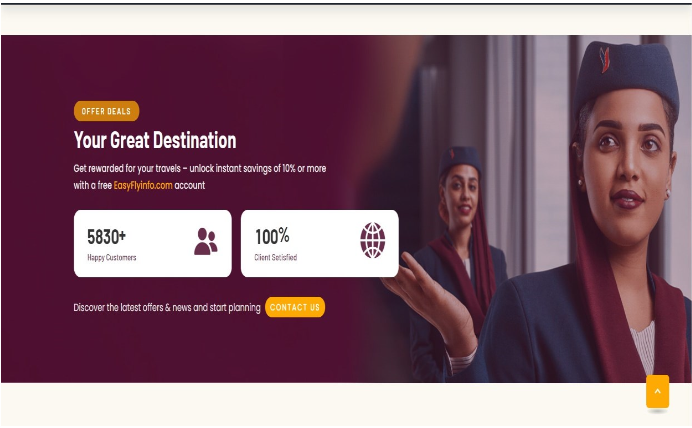 OFFER DEALS
Your Great Destination
Get rewarded for your travels – unlock instant savings of 10% or more
with a free EasyFlyinfo.com account
5830+
Happy Customers
100%
Client Satisfied
Discover the latest offers & news and start planning CONTACT US